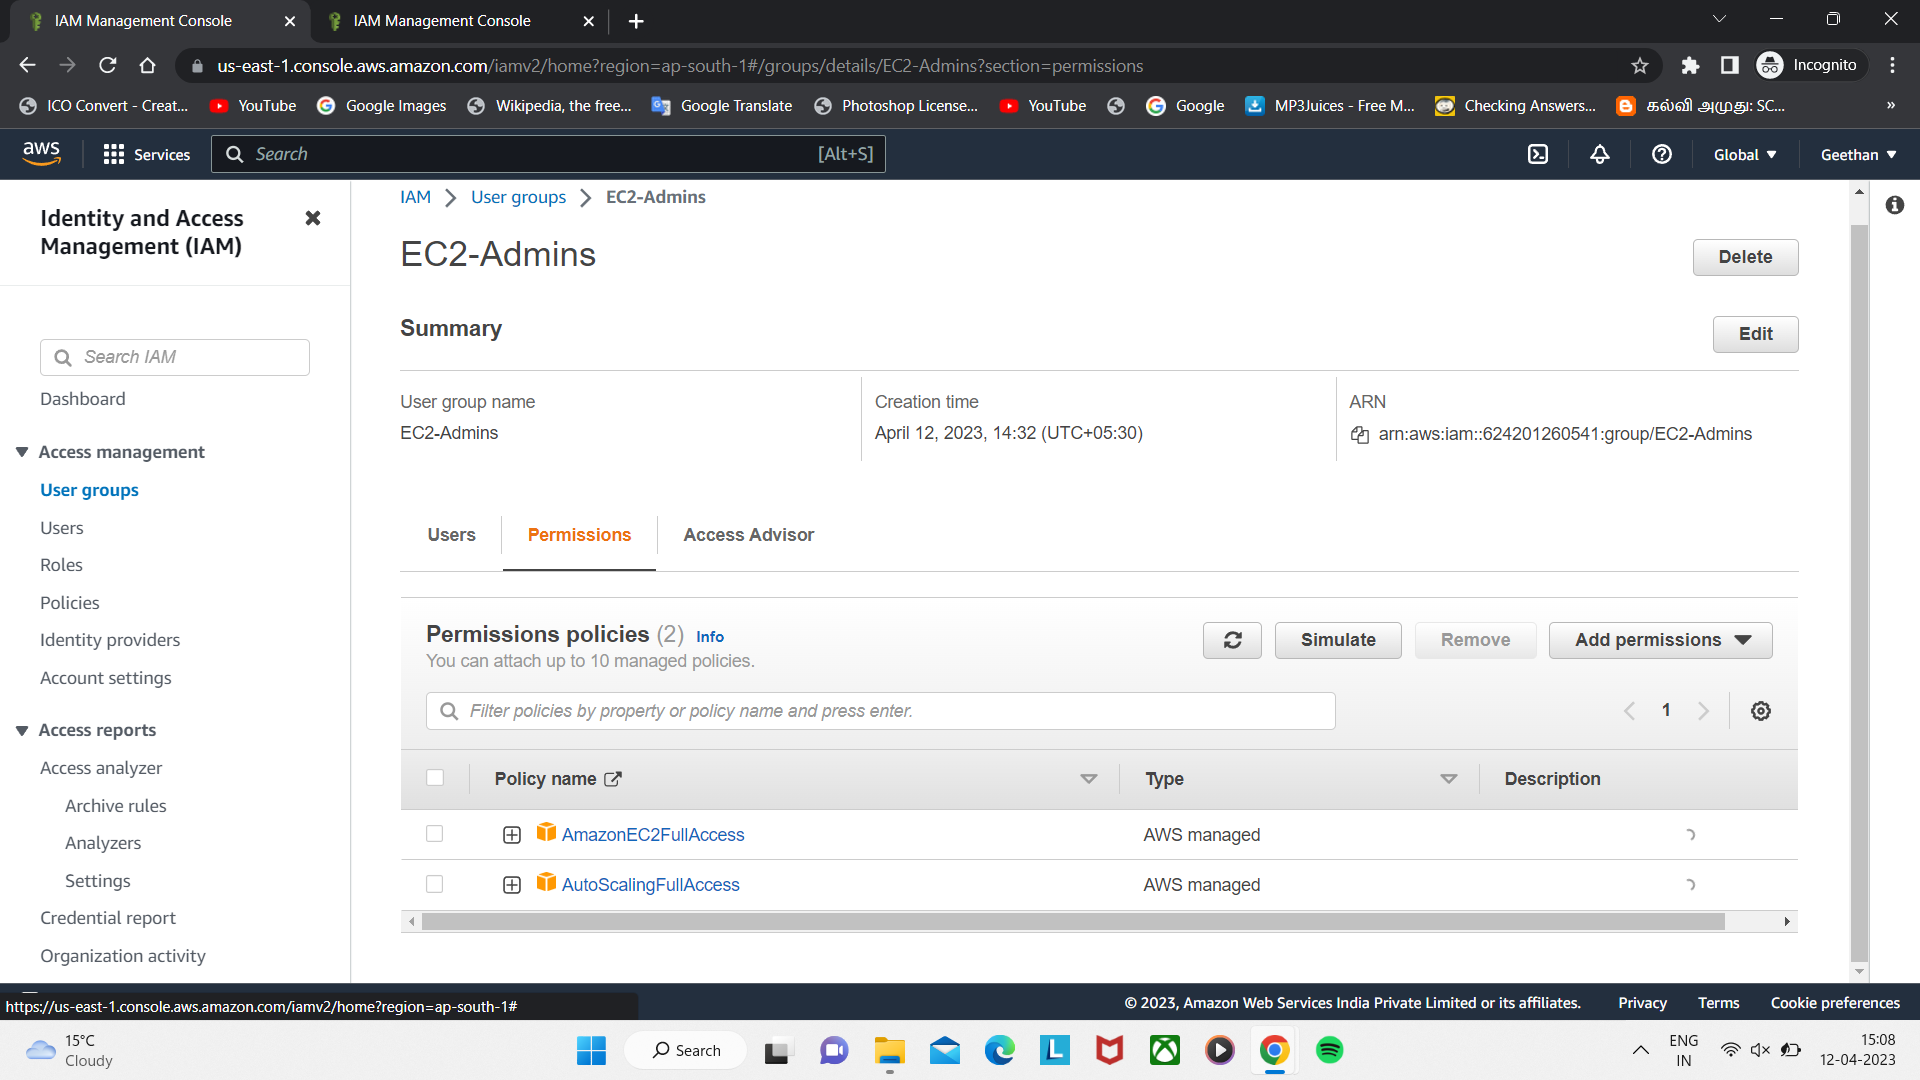 IAM Management Console
IAM Management Console
us-east-1.console.aws.amazon.com/iamv2/home?region=ap-south-1#/groups/details/EC2-Admins?section=permissions
Incognito
ICO Convert - Creat...
YouTube
Google Images
Wikipedia, the free...
Google Translate
Photoshop License...
YouTube
Google
MP3Juices - Free M...
Checking Answers...
கல்வி அமுது: SC...
»
aws
Services
Search
[Alt+S]
Global
Geethan
Identity and Access
Management (IAM)
Search IAM
Dashboard
Access management
User groups
Users
Roles
Policies
Identity providers
Account settings
Access reports
Access analyzer
Archive rules
Analyzers
Settings
Credential report
Organization activity
IAM
User groups
EC2-Admins
EC2-Admins
Delete
Summary
Edit
User group name
EC2-Admins
Creation time
April 12, 2023, 14:32 (UTC+05:30)
ARN
arn:aws:iam::624201260541:group/EC2-Admins
Users
Permissions
Access Advisor
Permissions policies (2) Info
You can attach up to 10 managed policies.
Simulate
Remove
Add permissions
Filter policies by property or policy name and press enter.
1
Policy name
Type
Description
AmazonEC2FullAccess
AWS managed
AutoScalingFullAccess
AWS managed
https://us-east-1.console.aws.amazon.com/iamv2/home?region=ap-south-1#
© 2023, Amazon Web Services India Private Limited or its affiliates.
Privacy
Terms
Cookie preferences
15°C
Cloudy
Search
L
ENG
IN
15:08
12-04-2023